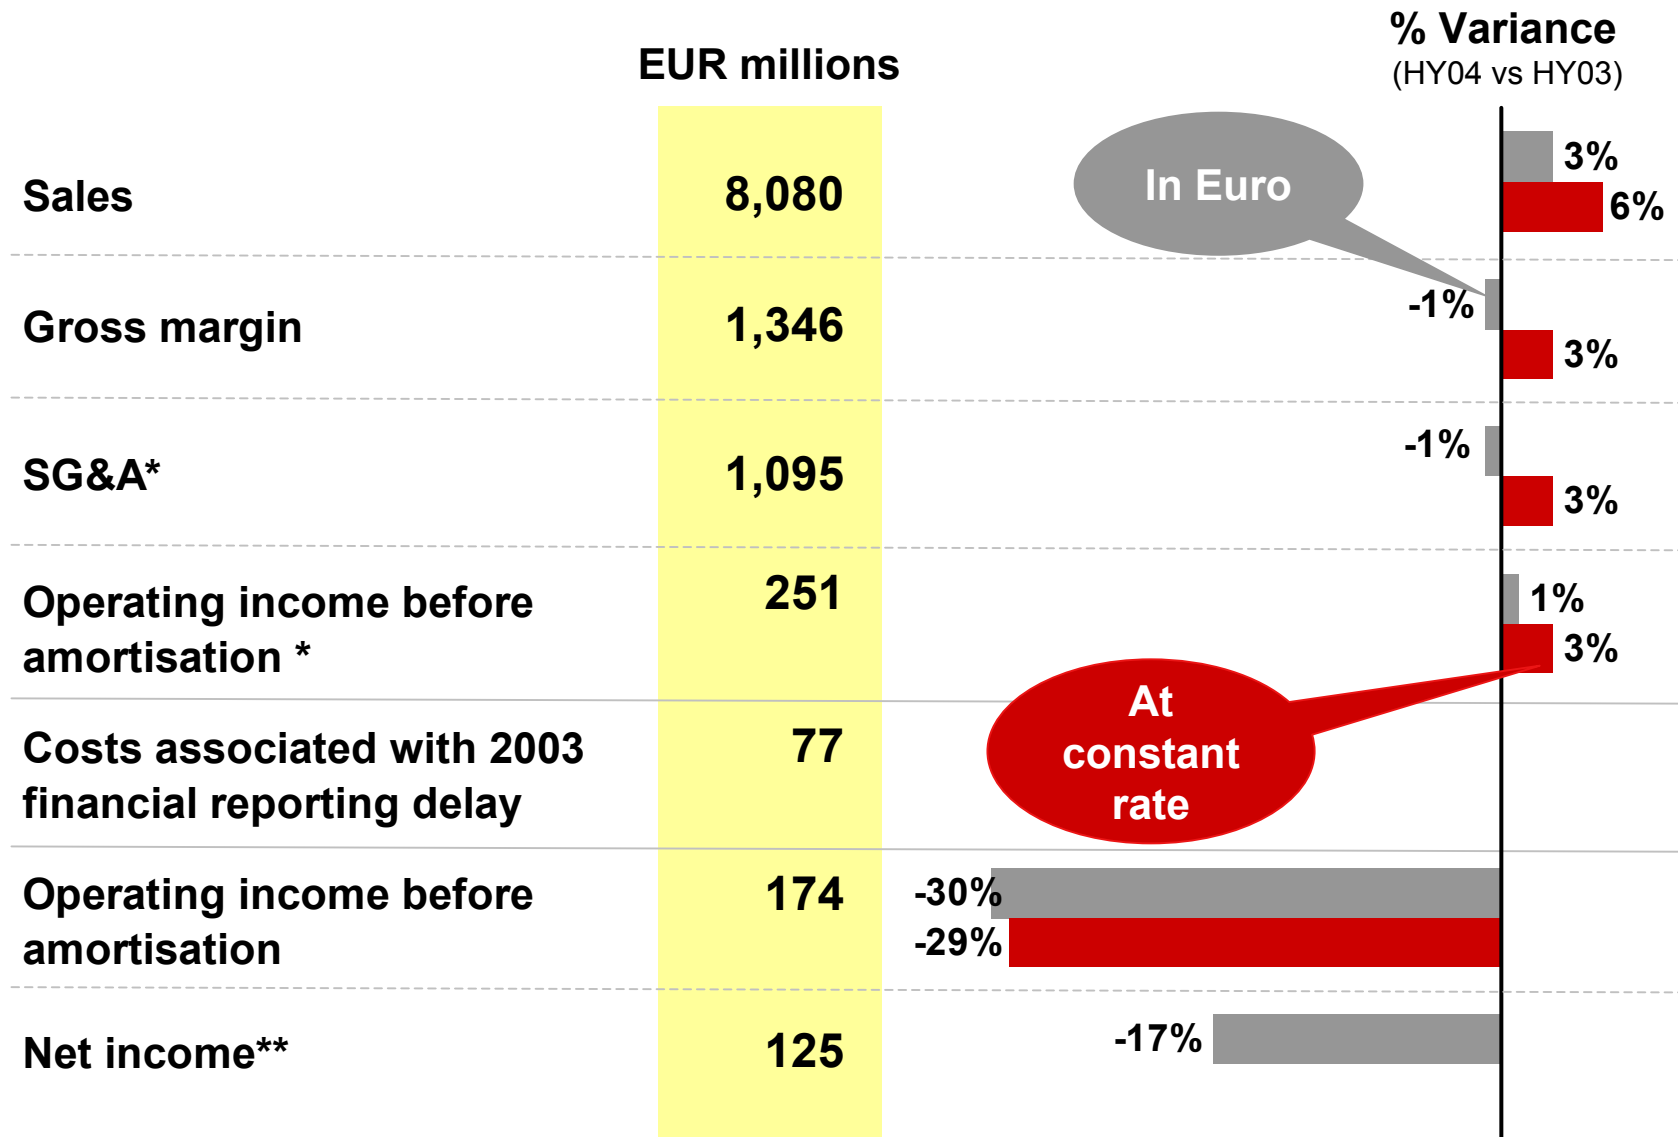 EUR millions
% Variance
(HY04 vs HY03)
Sales
8,080
In Euro
3%
6%
Gross margin
1,346
-1%
3%
SG&A*
1,095
-1%
3%
Operating income before
amortisation *
251
1%
3%
At
constant
rate
Costs associated with 2003
financial reporting delay
77
Operating income before
amortisation
174
-30%
-29%
Net income**
125
-17%